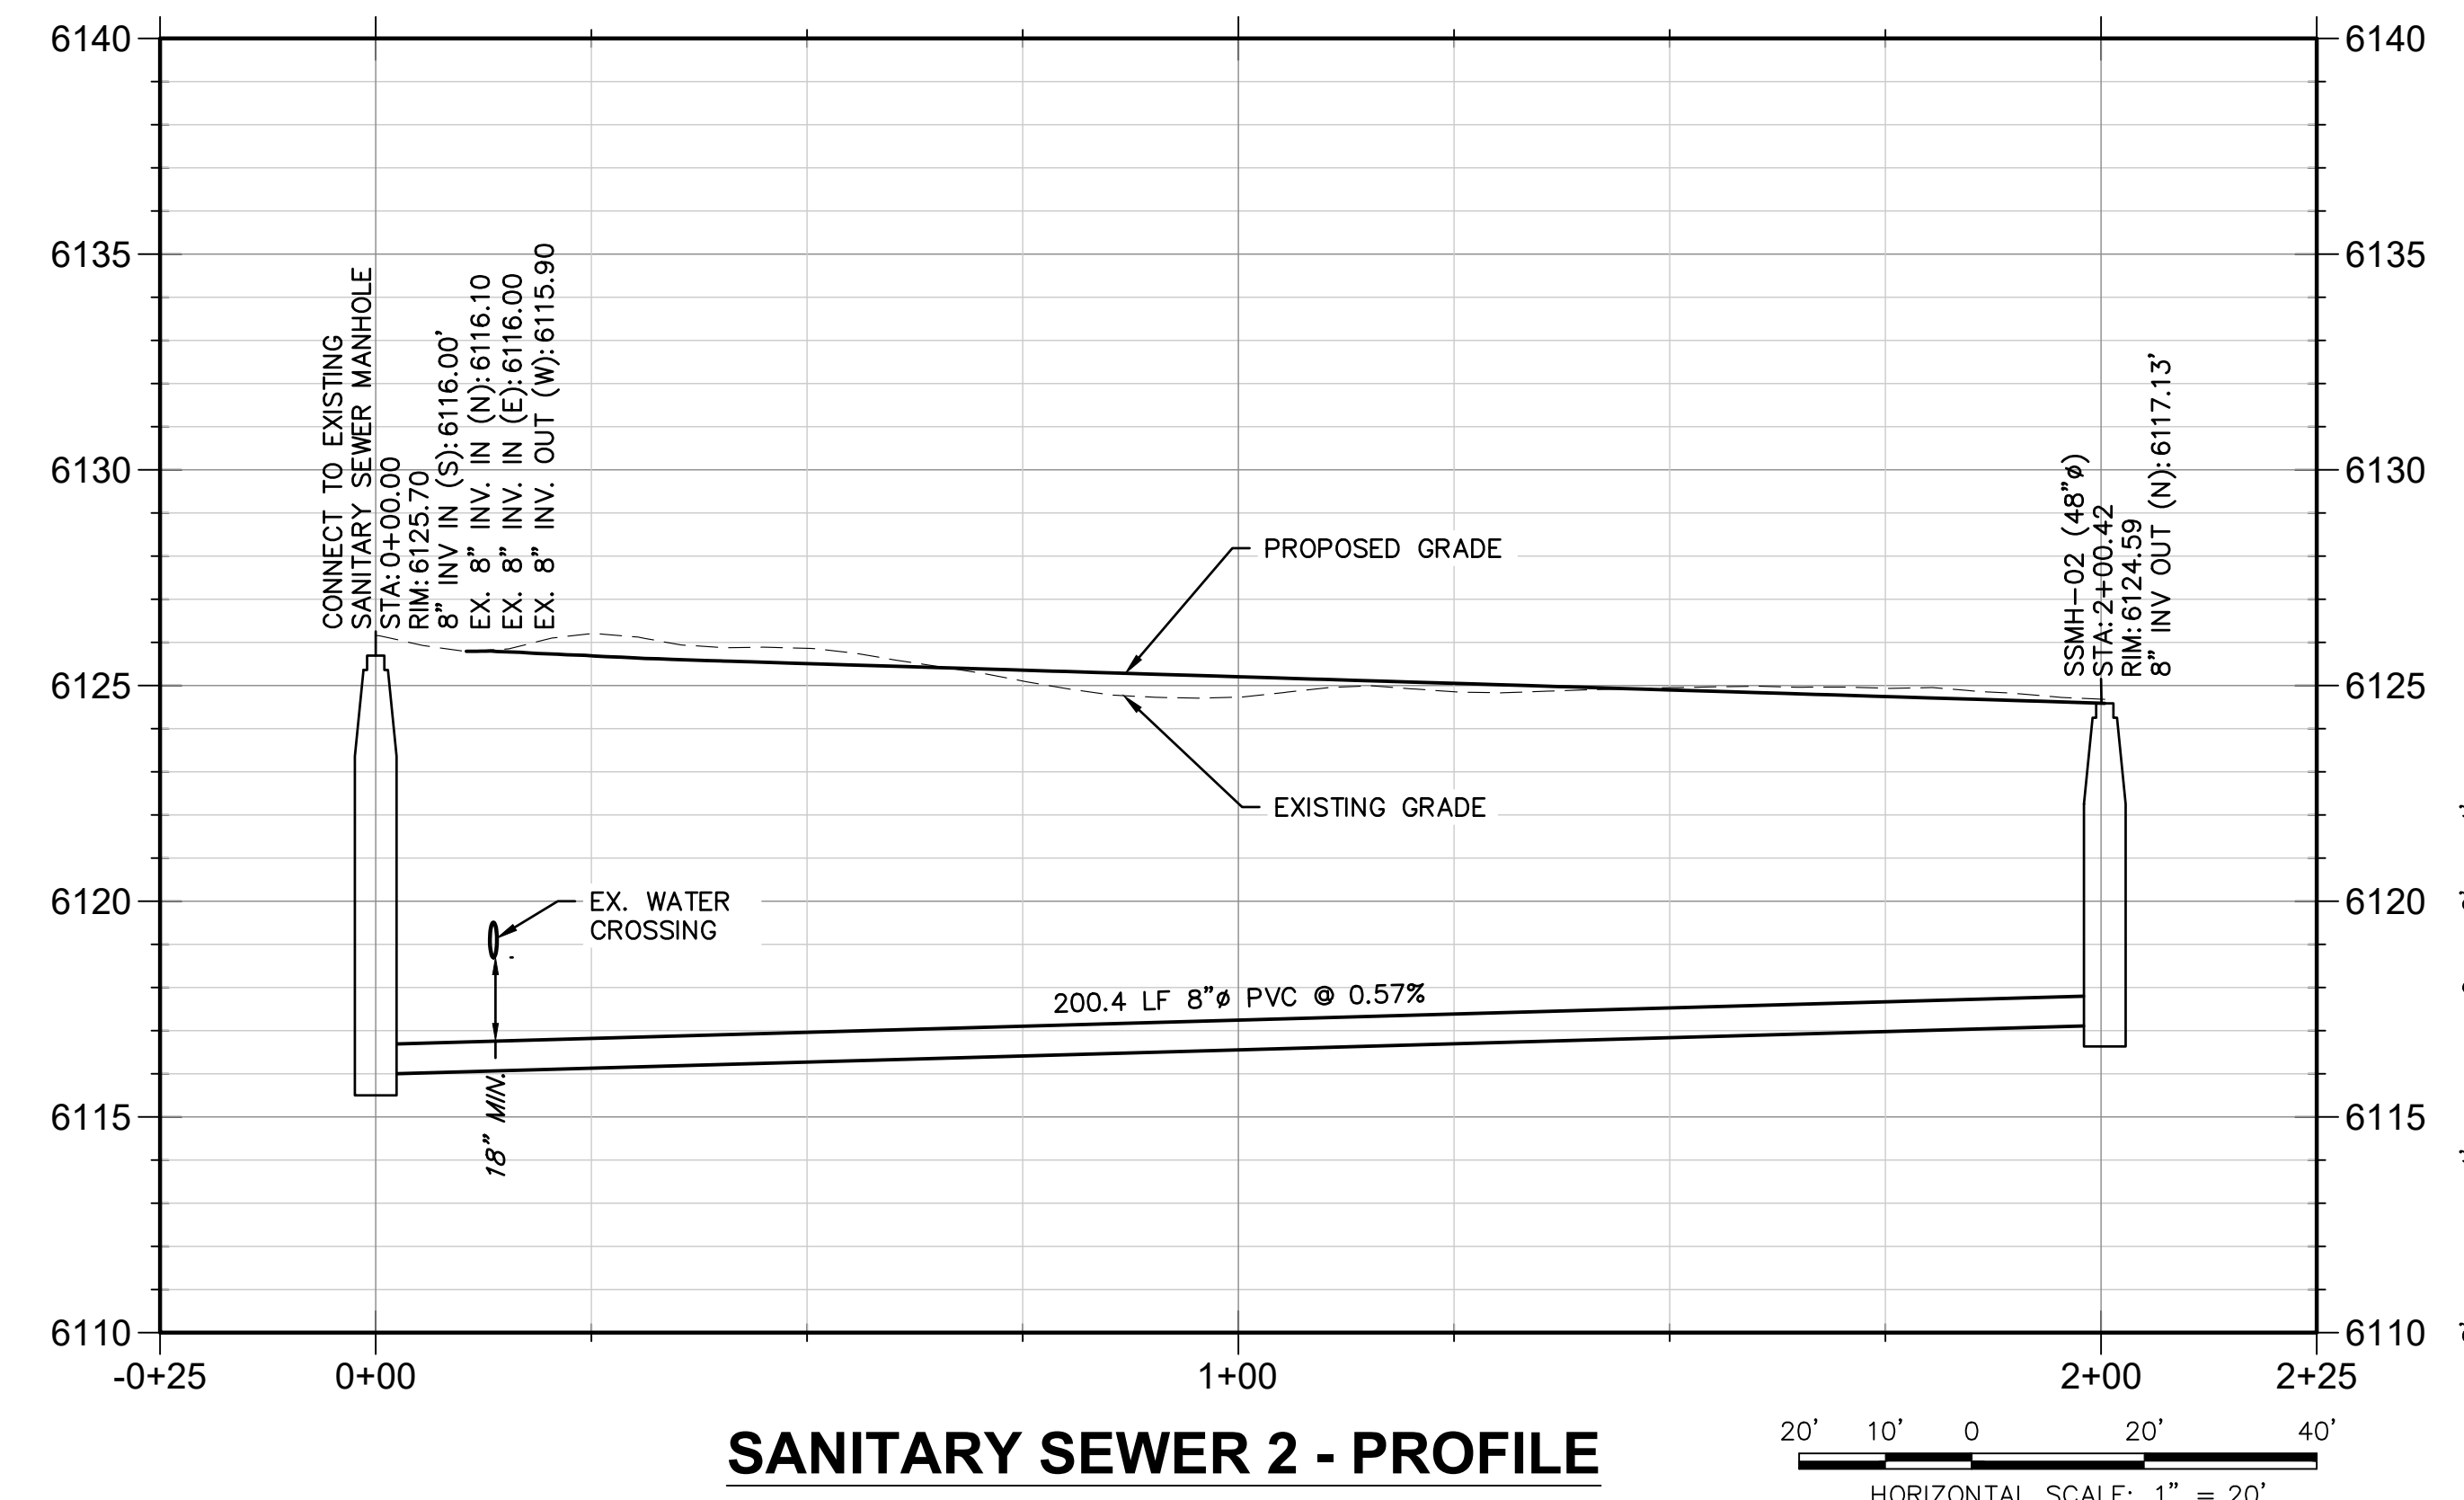 6140
6140
6135
6135
6130
6130
6125
6125
6120
6120
6115
6115
6110
6110
CONNECT TO EXISTING
SANITARY SEWER MANHOLE
STA:0+00.00
RIM:6125.70
8" INV IN (S):6116.00'
EX. 8" INV. IN (N):6116.10
EX. 8" INV. IN (E):6116.00
EX. 8" INV. OUT (W):6115.90
SSMH-02 (48"ø)
STA:2+00.42
RIM:6124.59
8" INV OUT (N):6117.13'
PROPOSED GRADE
EXISTING GRADE
EX. WATER
CROSSING
200.4 LF 8"ø PVC @ 0.57%
18" MIN.
-0+25
0+00
1+00
2+00
2+25
SANITARY SEWER 2 - PROFILE
20' 10' 0 20' 40'
HORIZONTAL SCALE: 1" = 20'